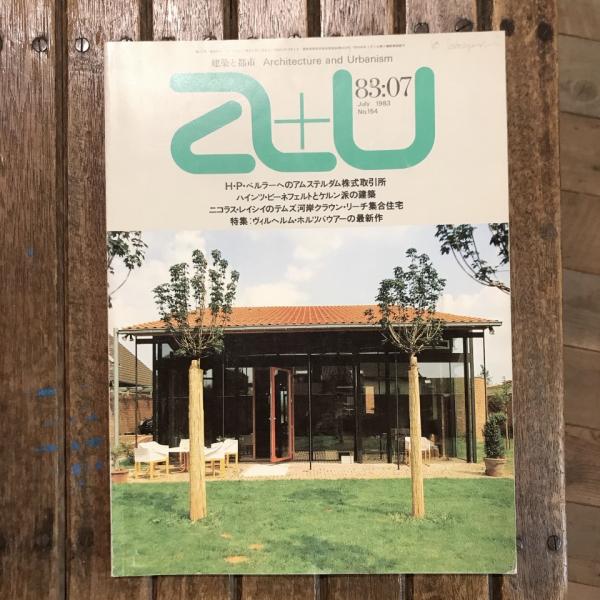 建築と都市 Architecture and Urbanism
a+u
83:07
July 1983
No.154
H・P・ベルラーヘのアムステルダム株式取引所
ハインツ・ビーネフェルトとケルン派の建築
ニコラス・レイシイのテムズ河岸クラウン・リーチ集合住宅
特集:ヴィルヘルム・ホルツバウアーの最新作